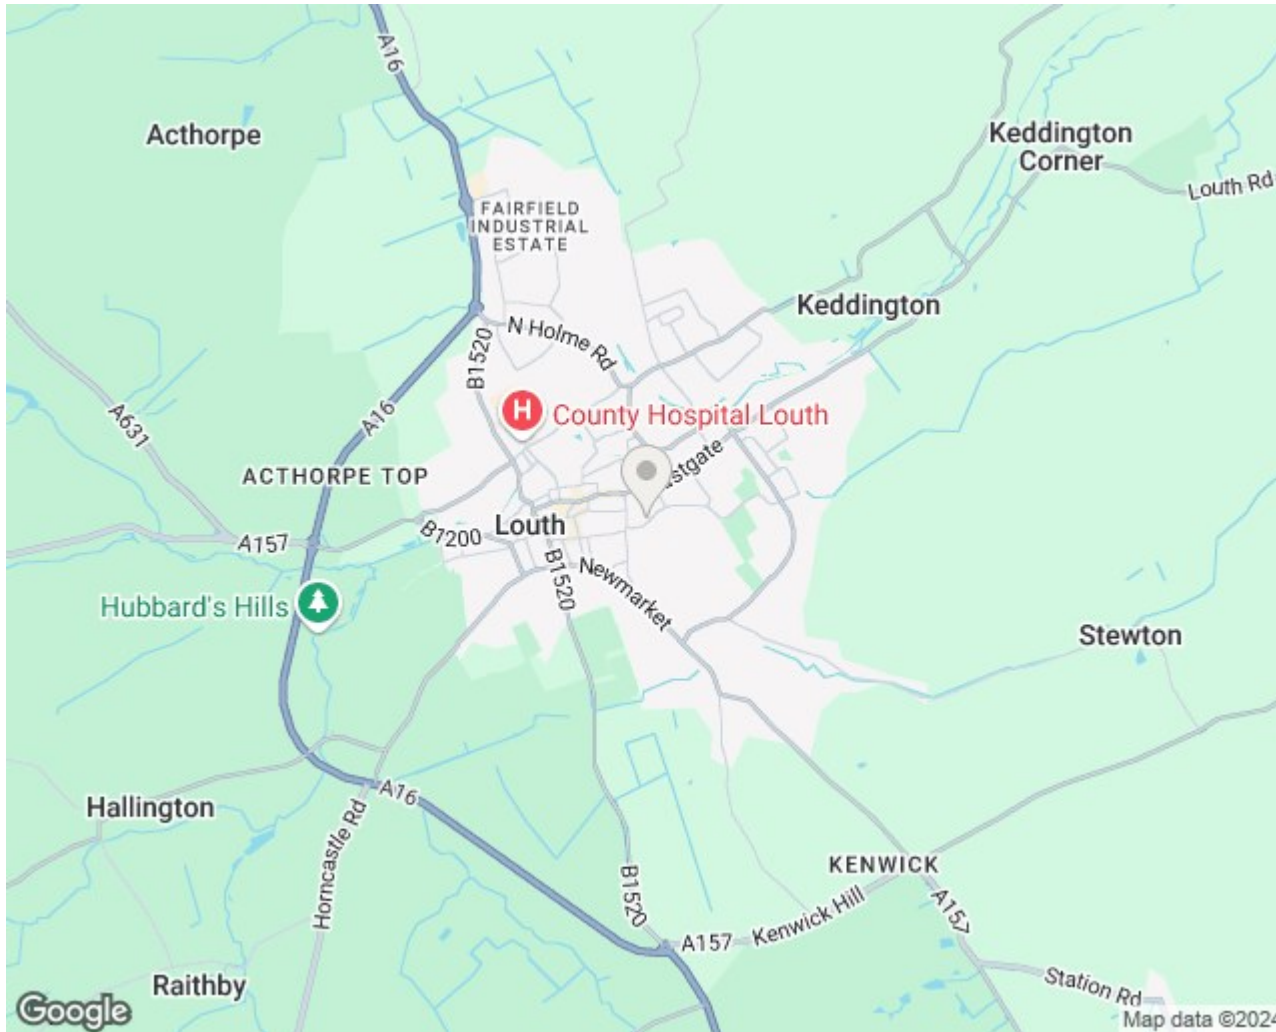 A16
Acthorpe
Keddington
Corner
Louth Rd
FAIRFIELD
INDUSTRIAL
ESTATE
Keddington
N Holme Rd
B1520
A631
A16
County Hospital Louth
ACTHORPE TOP
stgate
Louth
B1200
A157
B1520
Newmarket
Hubbard's Hills
Stewton
Hallington
A16
Horncastle Rd
KENWICK
B1520
A157
Kenwick Hill
A157
Raithby
Station Rd
Google
Map data ©2024